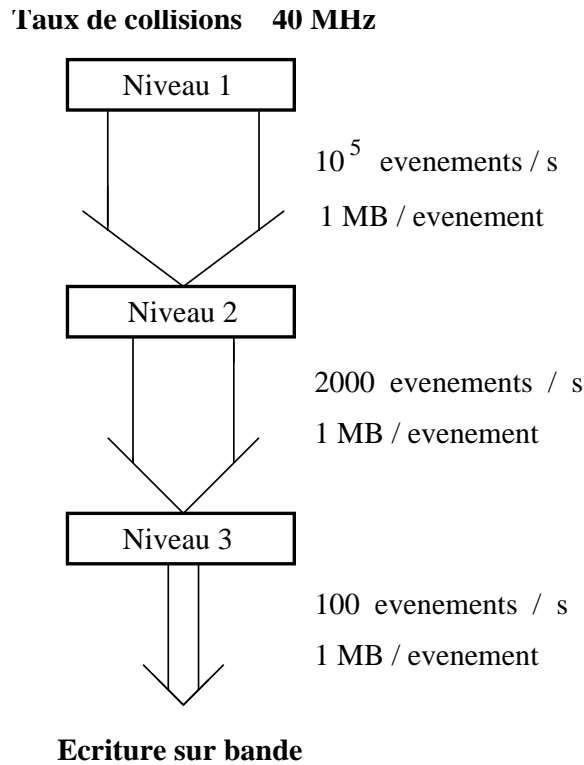 Taux de collisions 40 MHz
Niveau 1
10^5 evenements / s
1 MB / evenement
Niveau 2
2000 evenements / s
1 MB / evenement
Niveau 3
100 evenements / s
1 MB / evenement
Ecriture sur bande